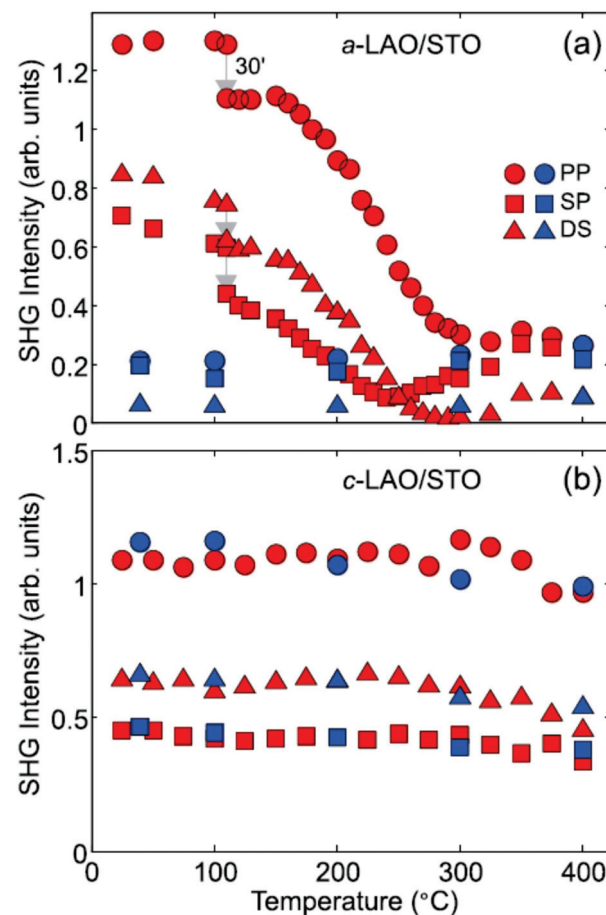 a-LAO/STO (a)
1.2
1
0.8
0.6
0.4
0.2
0
30'
PP
SP
DS
SHG Intensity (arb. units)
c-LAO/STO (b)
1.5
1
0.5
0
SHG Intensity (arb. units)
0 100 200 300 400
Temperature (°C)